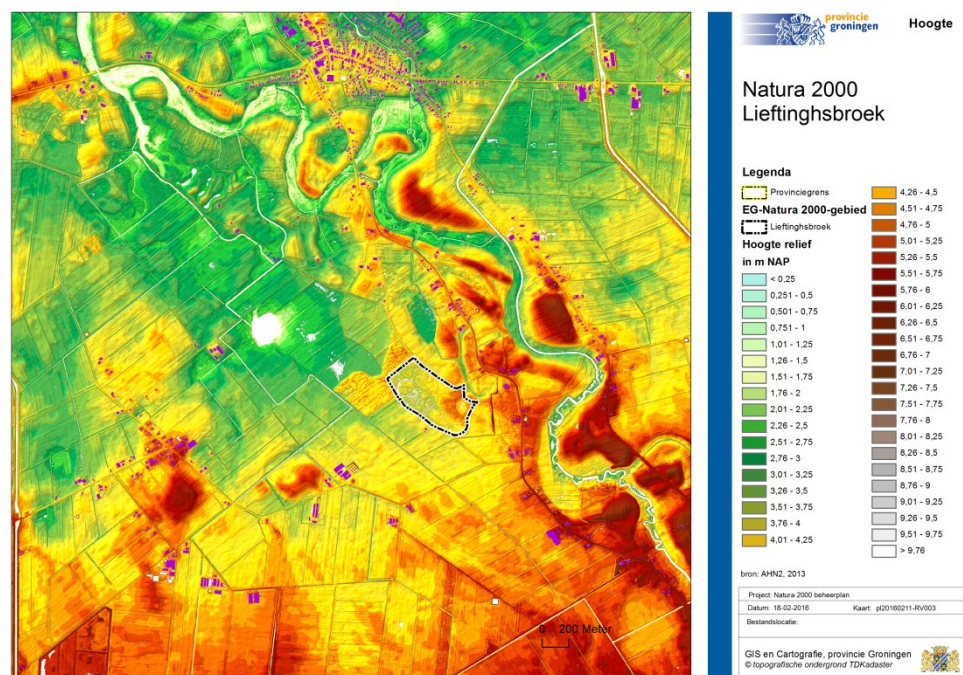 provincie
groningen
Hoogte
Natura 2000
Lieftinghsbroek
Legenda
Provinciegrens
EG-Natura 2000-gebied
Lieftinghsbroek
Hoogte relief
in m NAP
< 0,25
0,251 - 0,5
0,501 - 0,75
0,751 - 1
1,01 - 1,25
1,26 - 1,5
1,51 - 1,75
1,76 - 2
2,01 - 2,25
2,26 - 2,5
2,51 - 2,75
2,76 - 3
3,01 - 3,25
3,26 - 3,5
3,51 - 3,75
3,76 - 4
4,01 - 4,25
4,26 - 4,5
4,51 - 4,75
4,76 - 5
5,01 - 5,25
5,26 - 5,5
5,51 - 5,75
5,76 - 6
6,01 - 6,25
6,26 - 6,5
6,51 - 6,75
6,76 - 7
7,01 - 7,25
7,26 - 7,5
7,51 - 7,75
7,76 - 8
8,01 - 8,25
8,26 - 8,5
8,51 - 8,75
8,76 - 9
9,01 - 9,25
9,26 - 9,5
9,51 - 9,75
> 9,76
0 200 Meter
bron: AHN2, 2013
Project: Natura 2000 beheerplan
Datum: 18-02-2016 Kaart: pl20160211-RV003
Bestandslocatie:
GIS en Cartografie, provincie Groningen
© topografische ondergrond TDKadaster